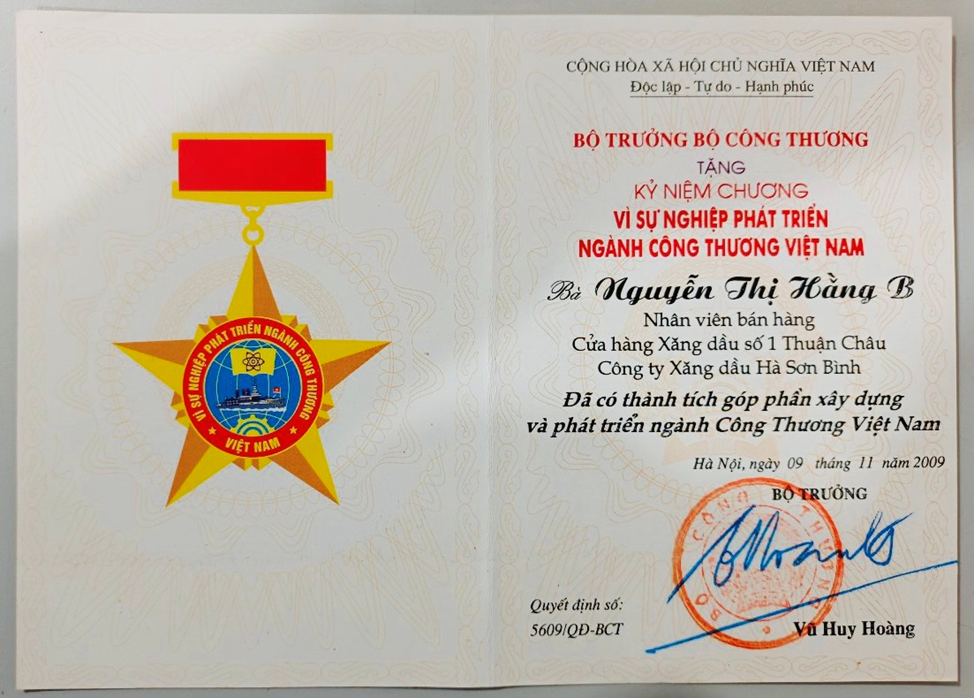 VÌ SỰ NGHIỆP PHÁT TRIỂN NGÀNH CÔNG THƯƠNG
VIỆT NAM
CỘNG HÒA XÃ HỘI CHỦ NGHĨA VIỆT NAM
Độc lập - Tự do - Hạnh phúc
BỘ TRƯỞNG BỘ CÔNG THƯƠNG
TẶNG
KỶ NIỆM CHƯƠNG
VÌ SỰ NGHIỆP PHÁT TRIỂN
NGÀNH CÔNG THƯƠNG VIỆT NAM
Bà Nguyễn Thị Hằng B
Nhân viên bán hàng
Cửa hàng Xăng dầu số 1 Thuận Châu
Công ty Xăng dầu Hà Sơn Bình
Đã có thành tích góp phần xây dựng
và phát triển ngành Công Thương Việt Nam
Hà Nội, ngày 09 tháng 11 năm 2009
BỘ TRƯỞNG
BỘ CÔNG THƯƠNG
Quyết định số:
5609/QĐ-BCT
Vũ Huy Hoàng